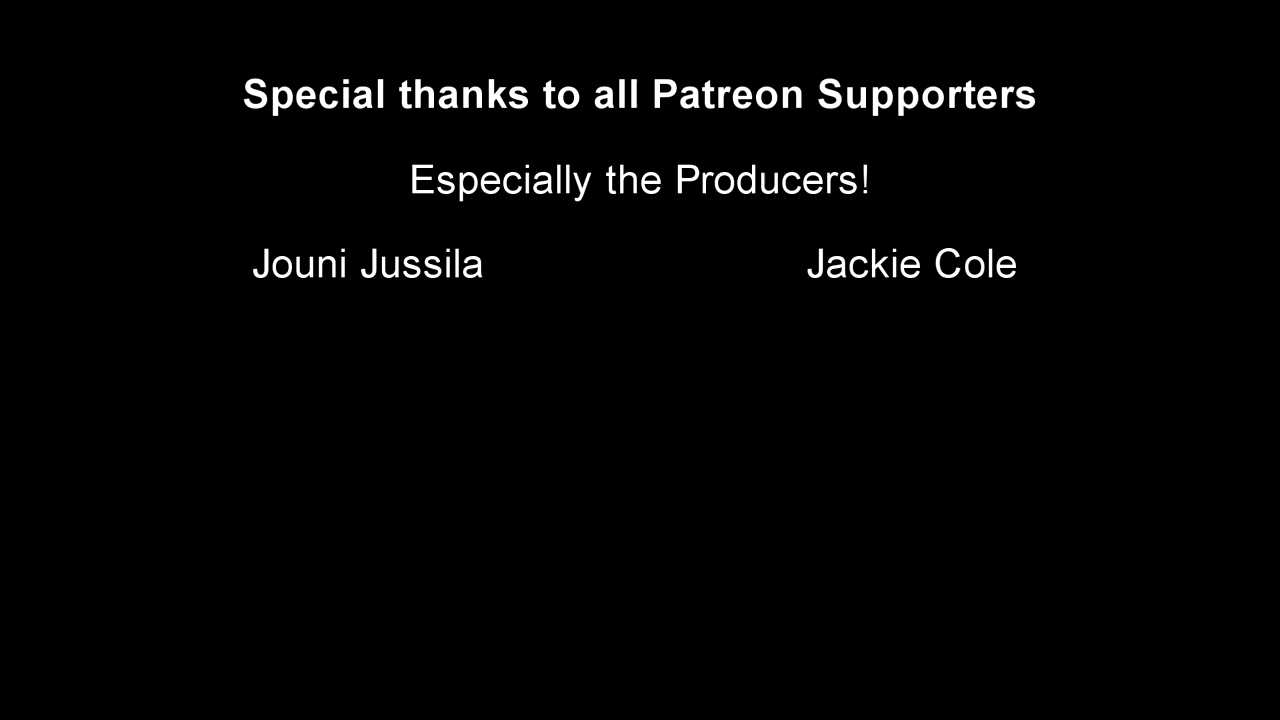 Special thanks to all Patreon Supporters
Especially the Producers!
Jouni Jussila Jackie Cole